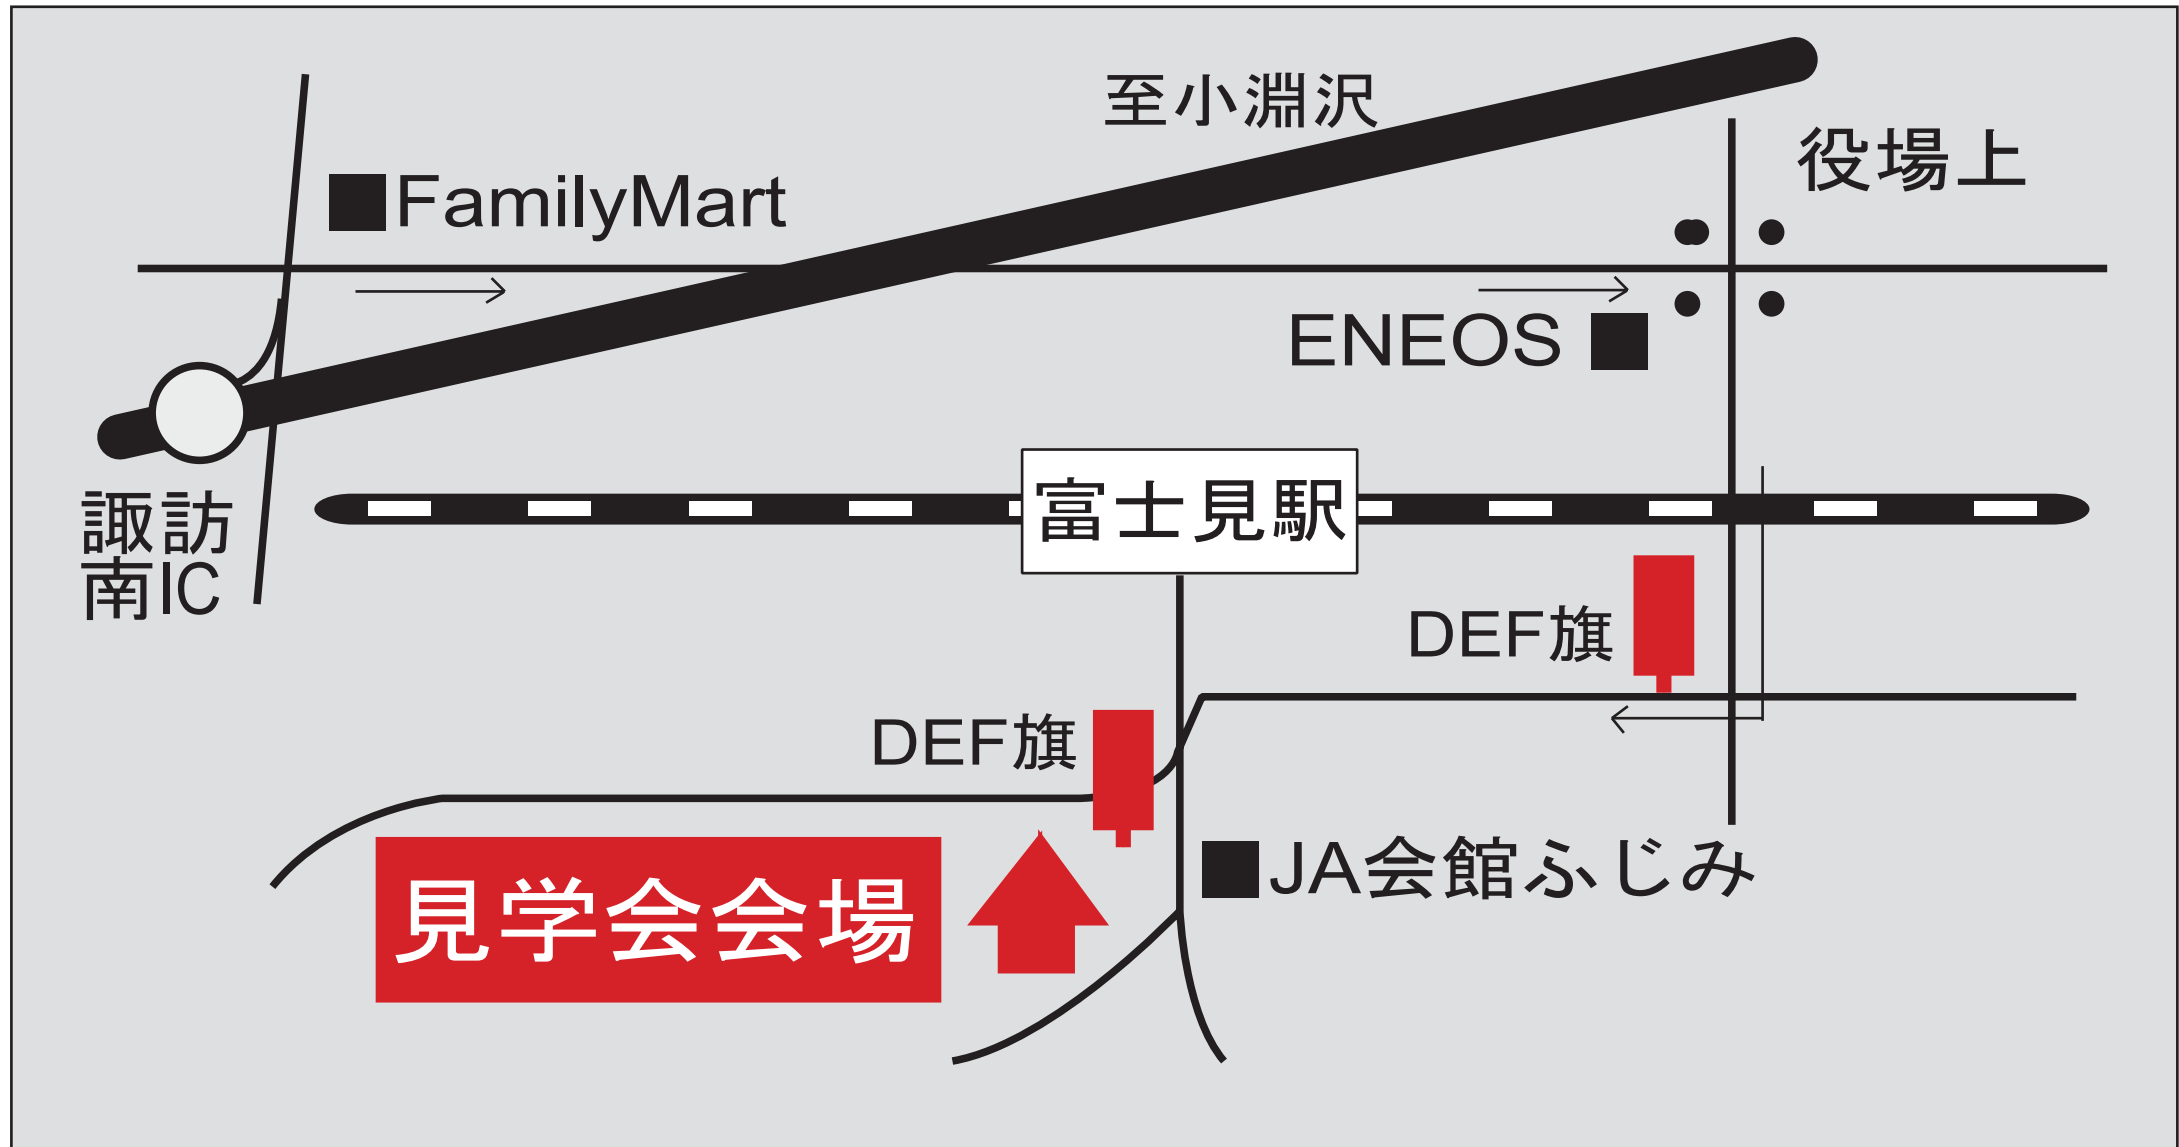 至小淵沢
役場上
FamilyMart
ENEOS
諏訪
南IC
富士見駅
DEF旗
DEF旗
JA会館ふじみ
見学会会場